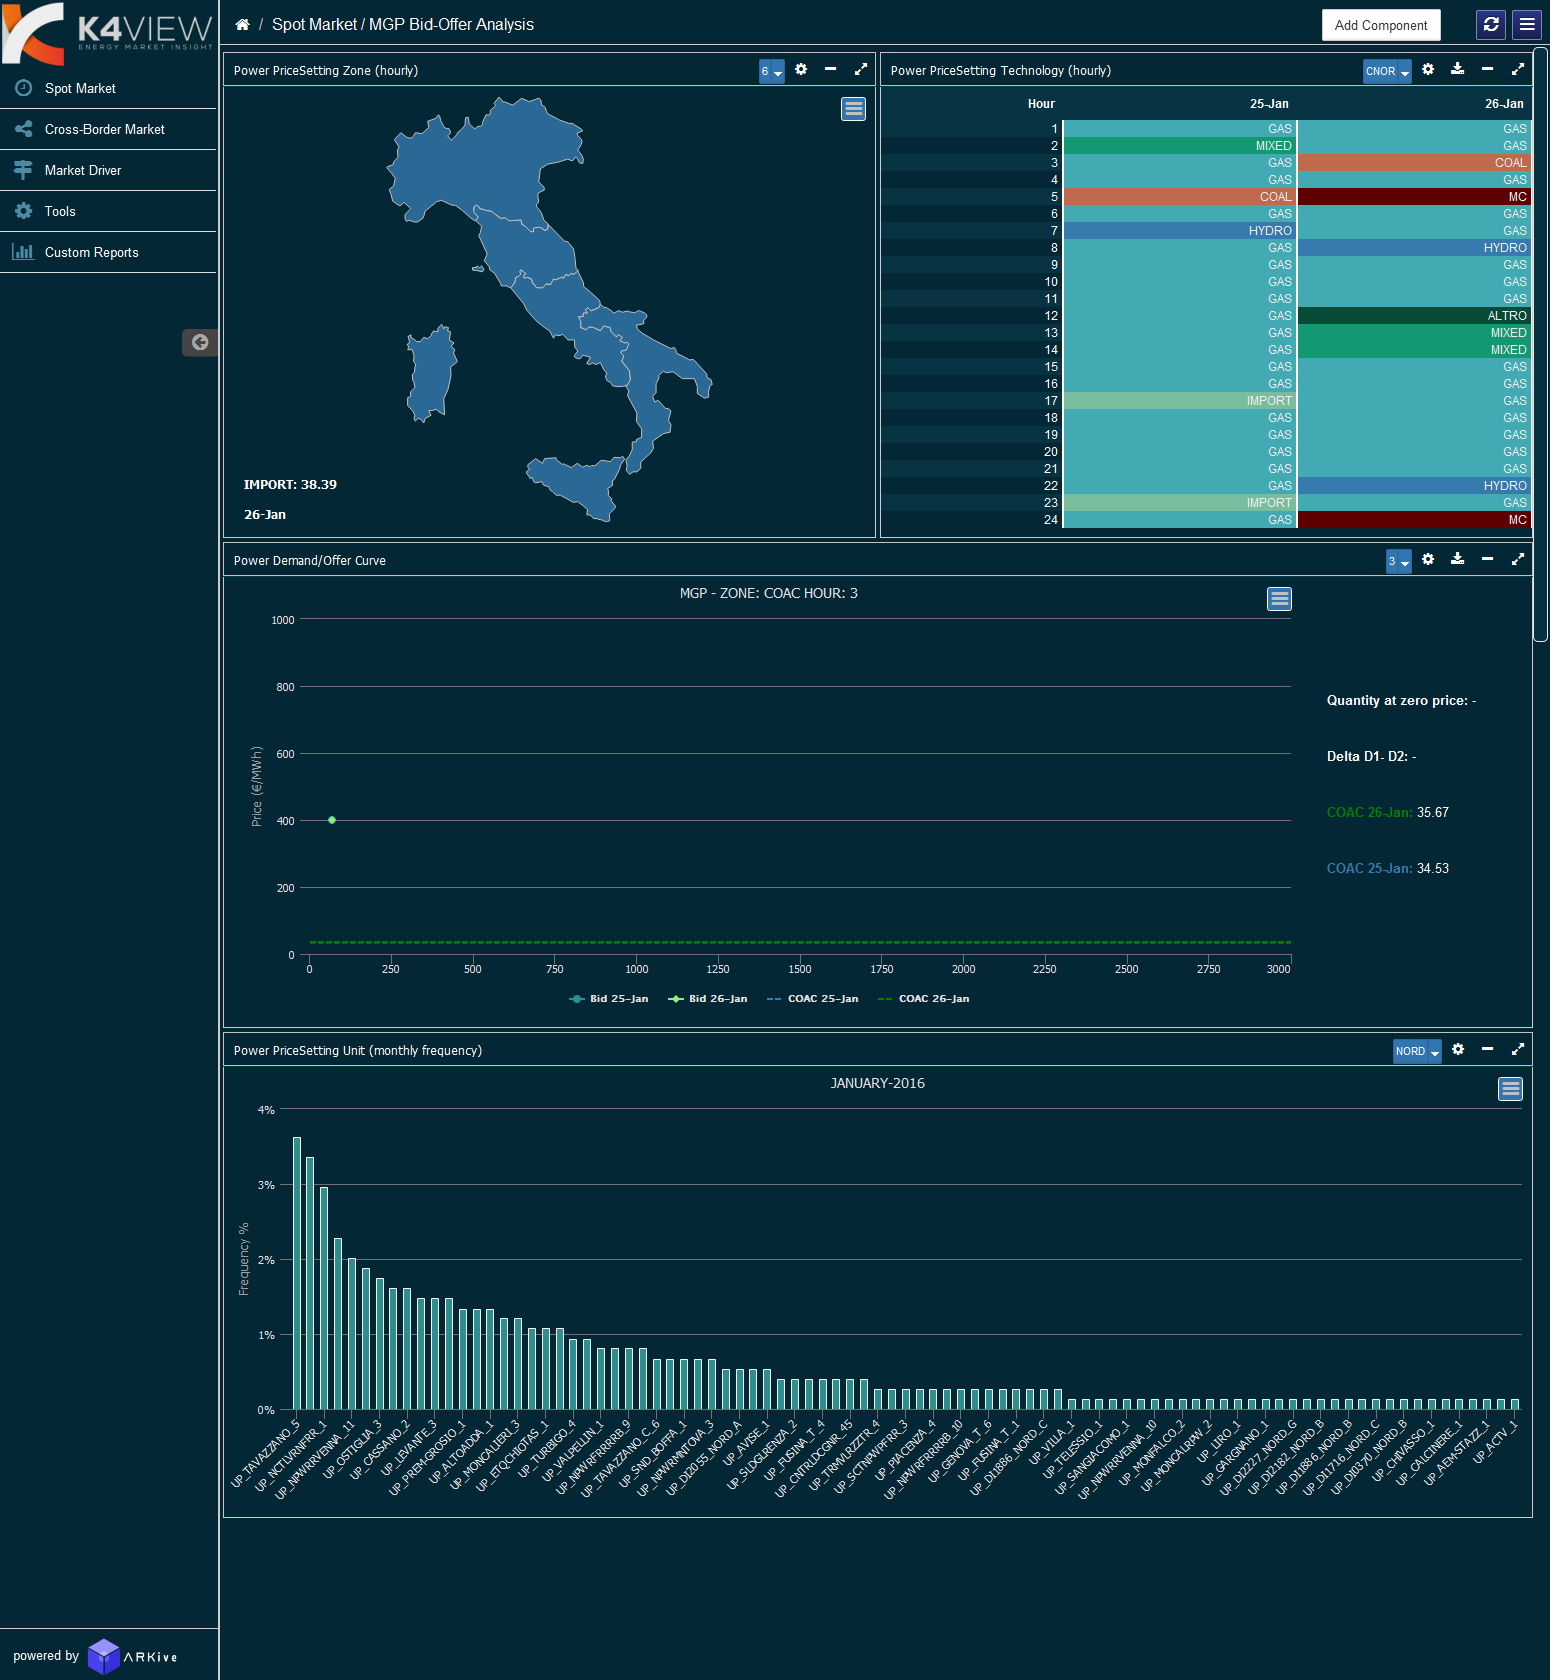 K4VIEW
ENERGY MARKET INSIGHT
Spot Market
Cross-Border Market
Market Driver
Tools
Custom Reports
powered by ARKive
/ Spot Market / MGP Bid-Offer Analysis
Add Component
Power PriceSetting Zone (hourly)
6
IMPORT: 38.39
26-Jan
Power PriceSetting Technology (hourly)
CNOR
Hour 25-Jan 26-Jan
1 GAS GAS
2 MIXED GAS
3 GAS COAL
4 GAS GAS
5 COAL MC
6 GAS GAS
7 HYDRO GAS
8 GAS HYDRO
9 GAS GAS
10 GAS GAS
11 GAS GAS
12 GAS ALTRO
13 GAS MIXED
14 GAS MIXED
15 GAS GAS
16 GAS GAS
17 IMPORT GAS
18 GAS GAS
19 GAS GAS
20 GAS GAS
21 GAS GAS
22 GAS HYDRO
23 IMPORT GAS
24 GAS MC
Power Demand/Offer Curve
3
MGP - ZONE: COAC HOUR: 3
Price (€/MWh)
1000
800
600
400
200
0
0 250 500 750 1000 1250 1500 1750 2000 2250 2500 2750 3000
Bid 25-Jan Bid 26-Jan COAC 25-Jan COAC 26-Jan
Quantity at zero price: -
Delta D1- D2: -
COAC 26-Jan: 35.67
COAC 25-Jan: 34.53
Power PriceSetting Unit (monthly frequency)
NORD
JANUARY-2016
Frequency %
4%
3%
2%
1%
0%
UP_TAVAZZANO_5
UP_NCTLVRNFRR_1
UP_NPWRRVENNA_11
UP_OSTIGLIA_3
UP_CASSANO_2
UP_LEVANTE_3
UP_PREMGROSIO_1
UP_ALTOADDA_1
UP_MONCALIERI_3
UP_ETQCHIOTAS_1
UP_TURBIGO_4
UP_VALPELLIN_1
UP_NPWRFRRRRB_9
UP_TAVAZZANO_C_6
UP_SND_BOFFA_1
UP_NPWRMNTOVA_3
UP_DI2055_NORD_A
UP_AVISE_1
UP_SLDGLRENZA_2
UP_FUSINA_T_4
UP_CNTRLDCGNR_45
UP_TRMVLRZZTR_4
UP_SCTNPWPFRR_3
UP_PIACENZA_4
UP_NPWRFRRRRB_10
UP_GENOVA_T_6
UP_FUSINA_T_1
UP_DI1886_NORD_C
UP_VILLA_1
UP_TELESSIO_1
UP_SANGIACOMO_1
UP_NPWRRVENNA_10
UP_MONFALCO_2
UP_MONCALRPW_2
UP_LIRO_1
UP_GARGNANO_1
UP_DI2227_NORD_G
UP_DI2182_NORD_B
UP_DI1886_NORD_B
UP_DI1716_NORD_C
UP_DI0370_NORD_B
UP_CHIVASSO_1
UP_CALCINERE_1
UP_AEMSTAZZ_1
UP_ACTV_1